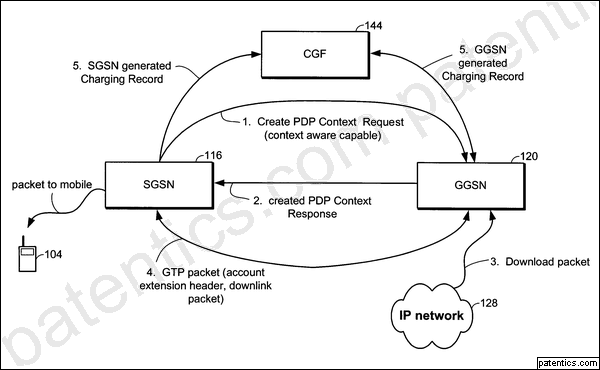 144
CGF
5. SGSN generated
Charging Record
5. GGSN
generated
Charging Record
1. Create PDP Context Request
(context aware capable)
116
SGSN
120
GGSN
packet to mobile
2. created PDP Context
Response
104
4. GTP packet (account
extension header, downlink
packet)
3. Download packet
IP network
128
patentics.com patentics
patentics.com